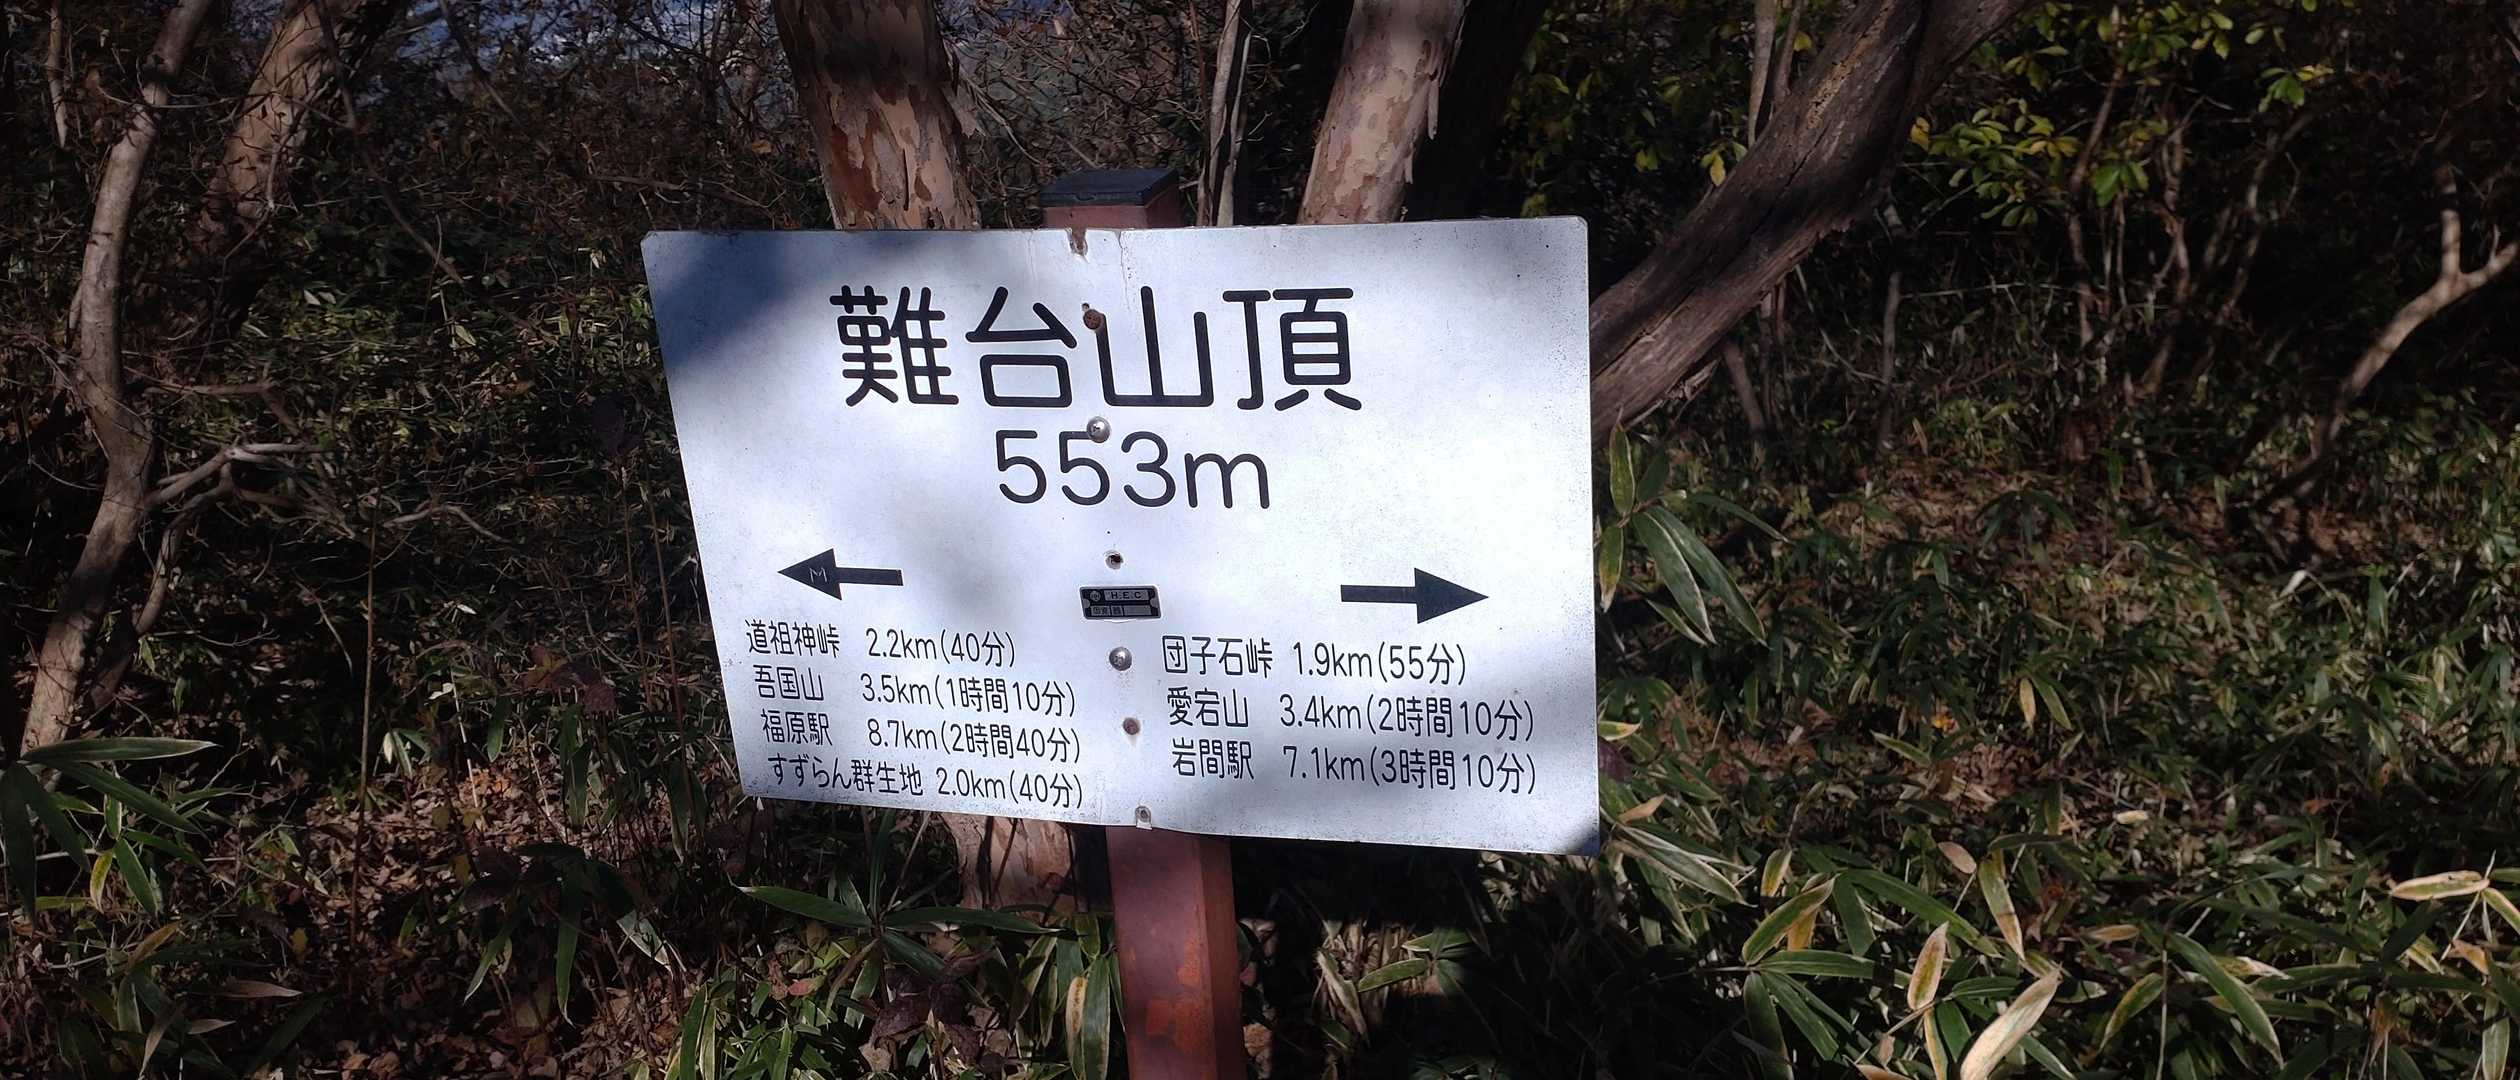 難台山頂
553m
道祖神峠 2.2km(40分)
吾国山 3.5km(1時間10分)
福原駅 8.7km(2時間40分)
すずらん群生地 2.0km(40分)
H.E.C
団子石峠 1.9km(55分)
愛宕山 3.4km(2時間10分)
岩間駅 7.1km(3時間10分)